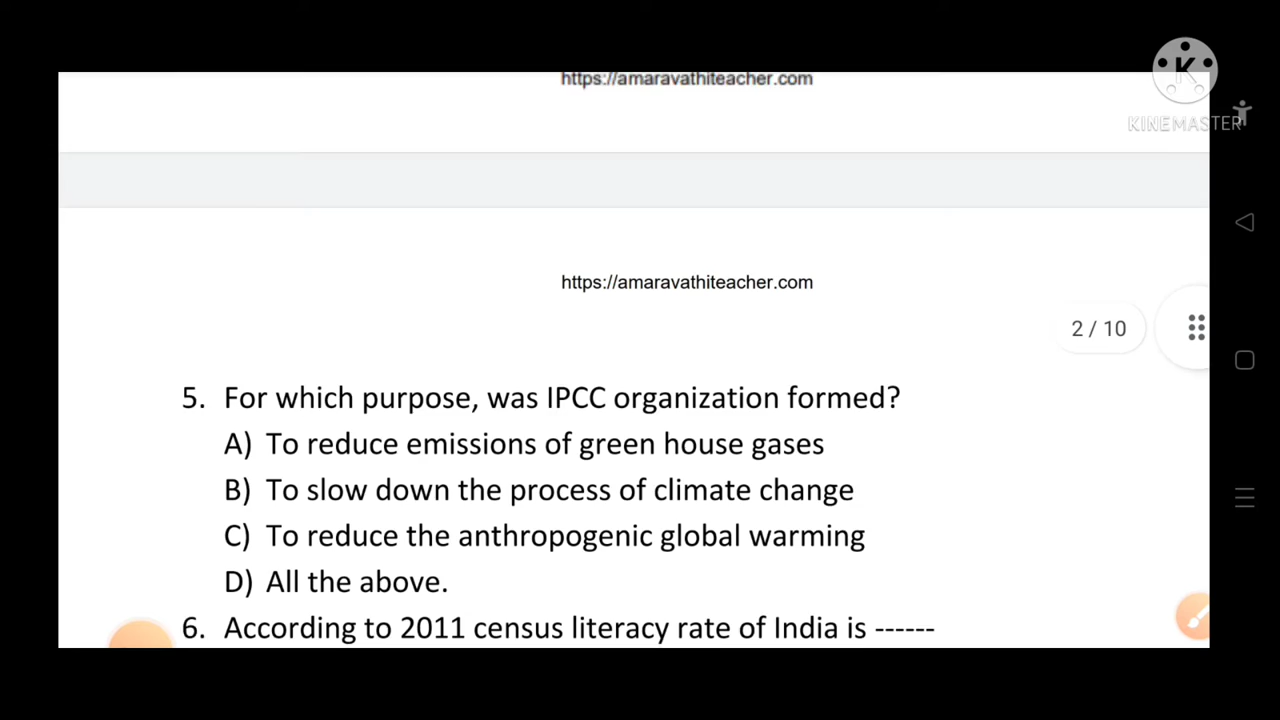 https://amaravathiteacher.com
KINEMASTER
https://amaravathiteacher.com
2 / 10
5. For which purpose, was IPCC organization formed?
A) To reduce emissions of green house gases
B) To slow down the process of climate change
C) To reduce the anthropogenic global warming
D) All the above.
6. According to 2011 census literacy rate of India is ------